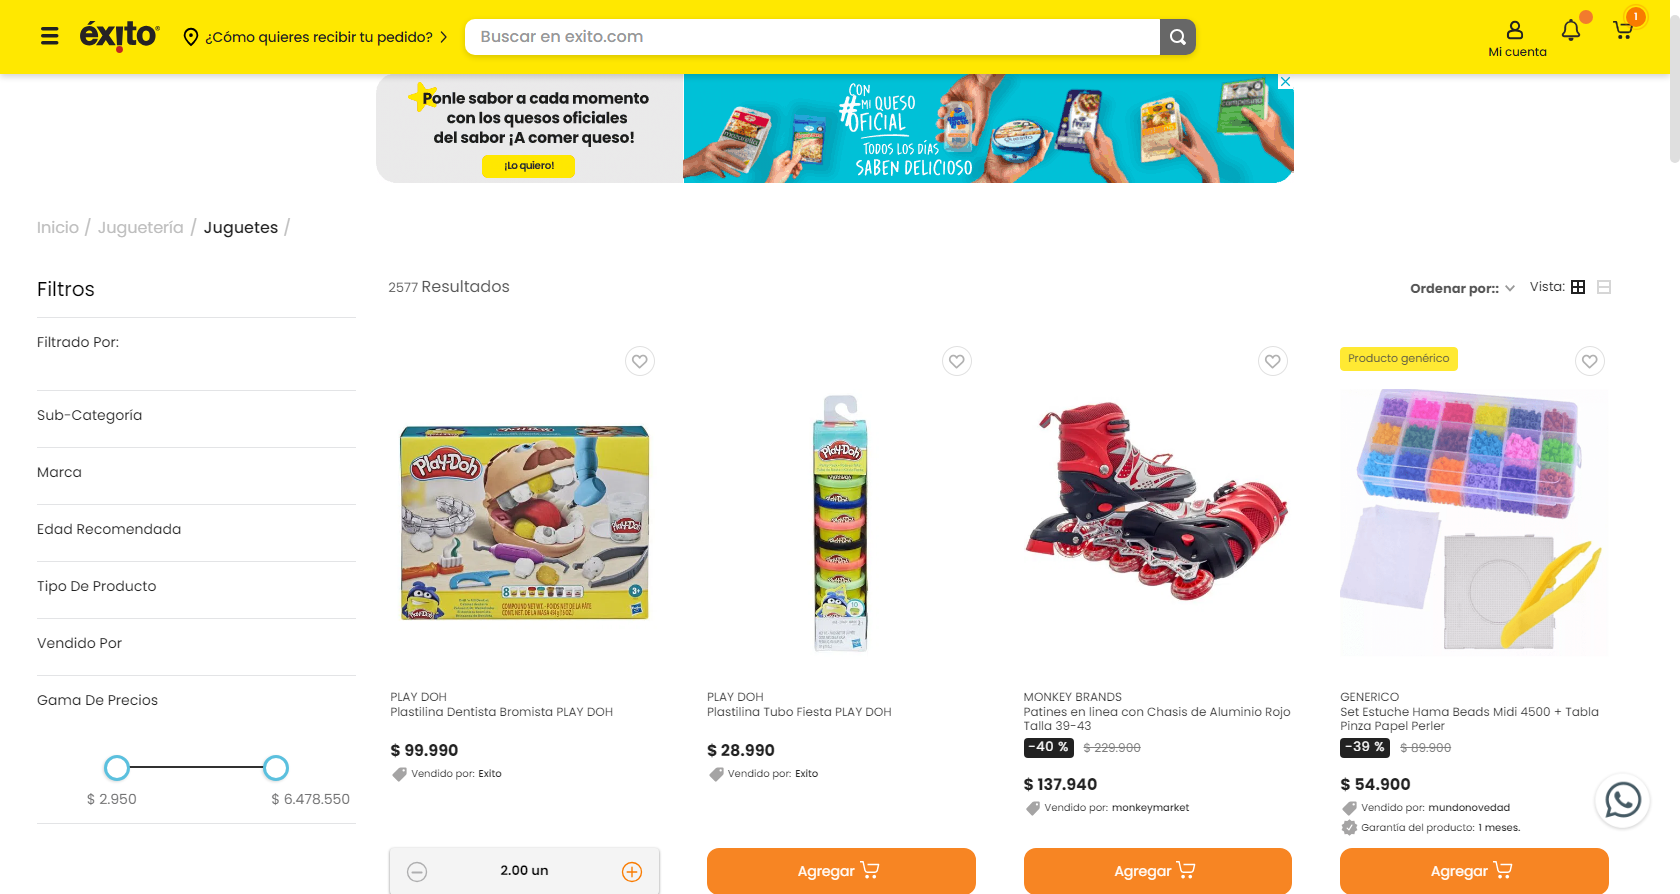 éxito
¿Cómo quieres recibir tu pedido?
Buscar en exito.com
Mi cuenta
1
Ponle sabor a cada momento
con los quesos oficiales
del sabor ¡A comer queso!
¡Lo quiero!
CON
#MI QUESO
OFICIAL
TODOS LOS DÍAS
SABEN DELICIOSO
Inicio / Juguetería / Juguetes /
Filtros
2577 Resultados
Ordenar por::
Vista:
Filtrado Por:
Sub-Categoría
Marca
Edad Recomendada
Tipo De Producto
Vendido Por
Gama De Precios
$ 2.950
$ 6.478.550
Play-Doh
PLAY DOH
Plastilina Dentista Bromista PLAY DOH
$ 99.990
Vendido por: Exito
2.00 un
Play-Doh
PLAY DOH
Plastilina Tubo Fiesta PLAY DOH
$ 28.990
Vendido por: Exito
Agregar
MONKEY BRANDS
Patines en linea con Chasis de Aluminio Rojo
Talla 39-43
-40 % $ 229.900
$ 137.940
Vendido por: monkeymarket
Agregar
Producto genérico
GENERICO
Set Estuche Hama Beads Midi 4500 + Tabla
Pinza Papel Perler
-39 % $ 89.900
$ 54.900
Vendido por: mundonovedad
Garantía del producto: 1 meses.
Agregar